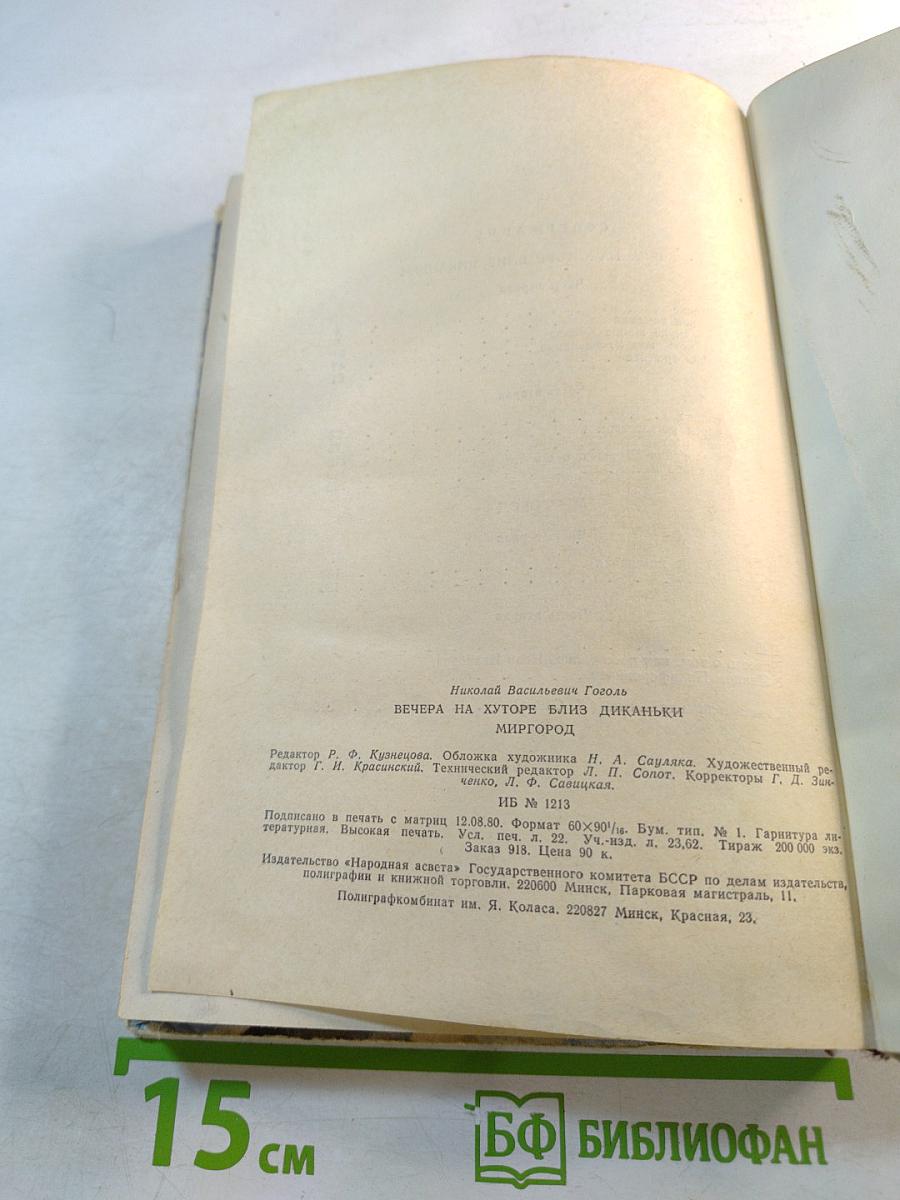 Николай Васильевич Гоголь
ВЕЧЕРА НА ХУТОРЕ БЛИЗ ДИКАНЬКИ
МИРГОРОД
Редактор Р. Ф. Кузнецова. Обложка художника Н. А. Сауляка. Художественный ре-
дактор Г. И. Красинский. Технический редактор Л. П. Сопот. Корректоры Г. Д. Зин-
ченко, Л. Ф. Савицкая.
ИБ № 1213
Подписано в печать с матриц 12.08.80. Формат 60×90¹/₁₆. Бум. тип. № 1. Гарнитура ли-
тературная. Высокая печать. Усл. печ. л. 22. Уч.-изд. л. 23,62. Тираж 200 000 экз.
Заказ 918. Цена 90 к.
Издательство «Народная асвета» Государственного комитета БССР по делам издательств,
полиграфии и книжной торговли. 220600 Минск, Парковая магистраль, 11.
Полиграфкомбинат им. Я. Коласа. 220827 Минск, Красная, 23.
15 см
БФ БИБЛИОФАН